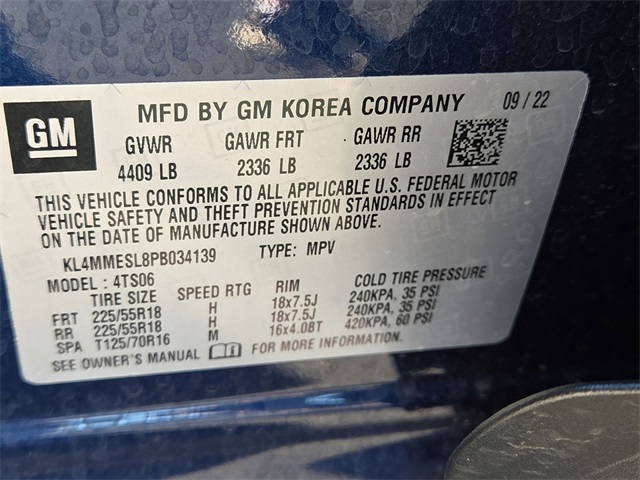 GM
MFD BY GM KOREA COMPANY 09 / 22
GVWR GAWR FRT GAWR RR
4409 LB 2336 LB 2336 LB
THIS VEHICLE CONFORMS TO ALL APPLICABLE U.S. FEDERAL MOTOR
VEHICLE SAFETY AND THEFT PREVENTION STANDARDS IN EFFECT
ON THE DATE OF MANUFACTURE SHOWN ABOVE.
KL4MMESL8PB034139 TYPE: MPV
MODEL : 4TS06
TIRE SIZE SPEED RTG RIM COLD TIRE PRESSURE
FRT 225/55R18 H 18x7.5J 240KPA, 35 PSI
RR 225/55R18 H 18x7.5J 240KPA, 35 PSI
SPA T125/70R16 M 16x4.0BT 420KPA, 60 PSI
SEE OWNER'S MANUAL FOR MORE INFORMATION.